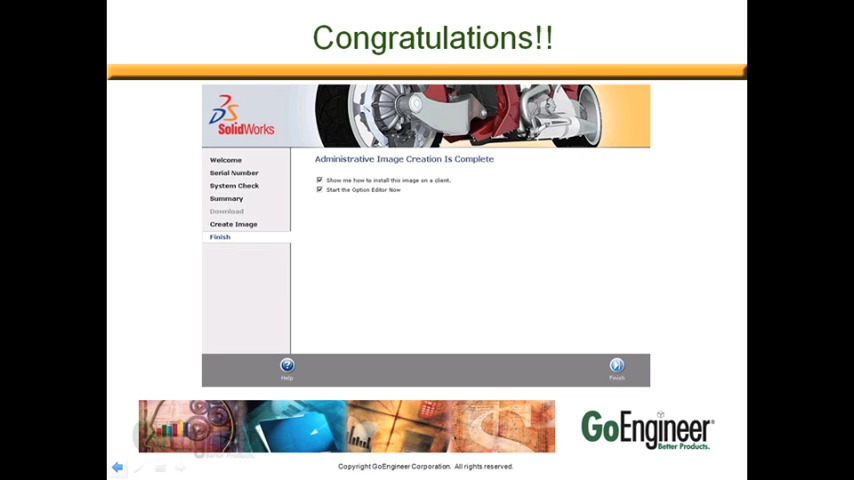 Congratulations!!
SolidWorks
Administrative Image Creation Is Complete
Welcome
Serial Number
System Check
Summary
Download
Create Image
Finish
Show me how to install this image on a client.
Start the Option Editor Now
Help
Finish
GoEngineer
Better Products.
Copyright GoEngineer Corporation. All rights reserved.